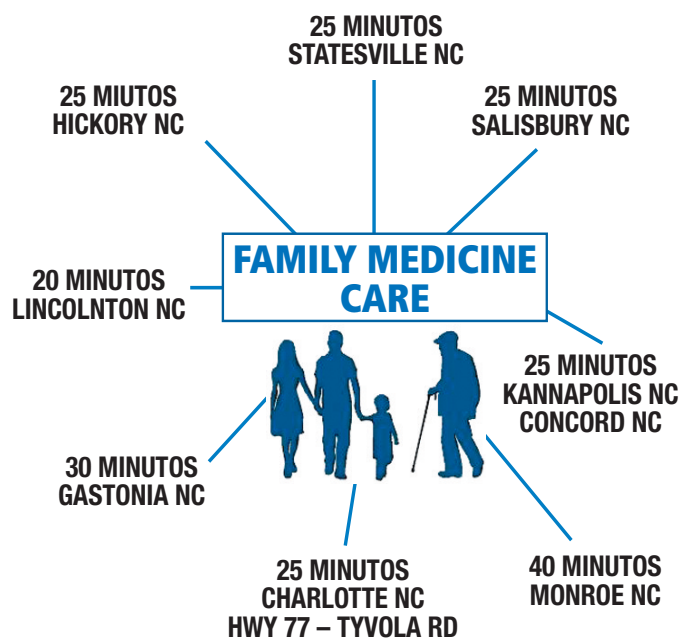 25 MINUTOS
STATESVILLE NC
25 MIUTOS
HICKORY NC
25 MINUTOS
SALISBURY NC
FAMILY MEDICINE
CARE
20 MINUTOS
LINCOLNTON NC
25 MINUTOS
KANNAPOLIS NC
CONCORD NC
30 MINUTOS
GASTONIA NC
25 MINUTOS
CHARLOTTE NC
HWY 77 – TYVOLA RD
40 MINUTOS
MONROE NC